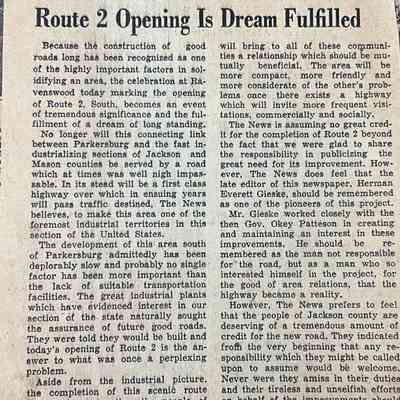 Route 2 Opening Is Dream Fulfilled
Because the construction of good
roads long has been recognized as one
of the highly important factors in sol-
idifying an area, the celebration at Ra-
venswood today marking the opening
of Route 2, South, becomes an event
of tremendous significance and the ful-
fillment of a dream of long standing.
No longer will this connecting link
between Parkersburg and the fast in-
dustrializing sections of Jackson and
Mason counties be served by a road
which at times was well nigh impas-
sable. In its stead will be a first class
highway over which in ensuing years
will pass traffic destined, The News
believes, to make this area one of the
foremost industrial territories in this
section of the United States.
The development of this area south
of Parkersburg admittedly has been
deplorably slow and probably no single
factor has been more important than
the lack of suitable transportation
facilities. The great industrial plants
which have evidenced interest in our
section of the state naturally sought
the assurance of future good roads.
They were told they would be built and
today's opening of Route 2 is the an-
swer to what was once a perplexing
problem.
Aside from the industrial picture,
the completion of this scenic route
will bring to all of these communi-
ties a relationship which should be mu-
tually beneficial. The area will be
more compact, more friendly and
more considerate of the other's prob-
lems once there exists a highway
which will invite more frequent visi-
tations, commercially and socially.
The News is assuming no great cred-
it for the completion of Route 2 beyond
the fact that we were glad to share
the responsibility in publicizing the
great need for its improvement. How-
ever, The News does feel that the
late editor of this newspaper, Herman
Everett Gieske, should be remembered
as one of the pioneers of this project.
Mr. Gieske worked closely with the
then Gov. Okey Patteson in creating
and maintaining an interest in these
improvements. He should be re-
membered as the man not responsible
for the road, but as a man who so
interested himself in the project, for
the good of area relations, that the
highway became a reality.
However, The News prefers to feel
that the people of Jackson county are
deserving of a tremendous amount of
credit for the new road. They indicated
from the very beginning that any re-
sponsibility which they might be called
upon to assume would be welcome.
Never were they amiss in their duties
and their tireless and unselfish efforts
on behalf of the improvements should